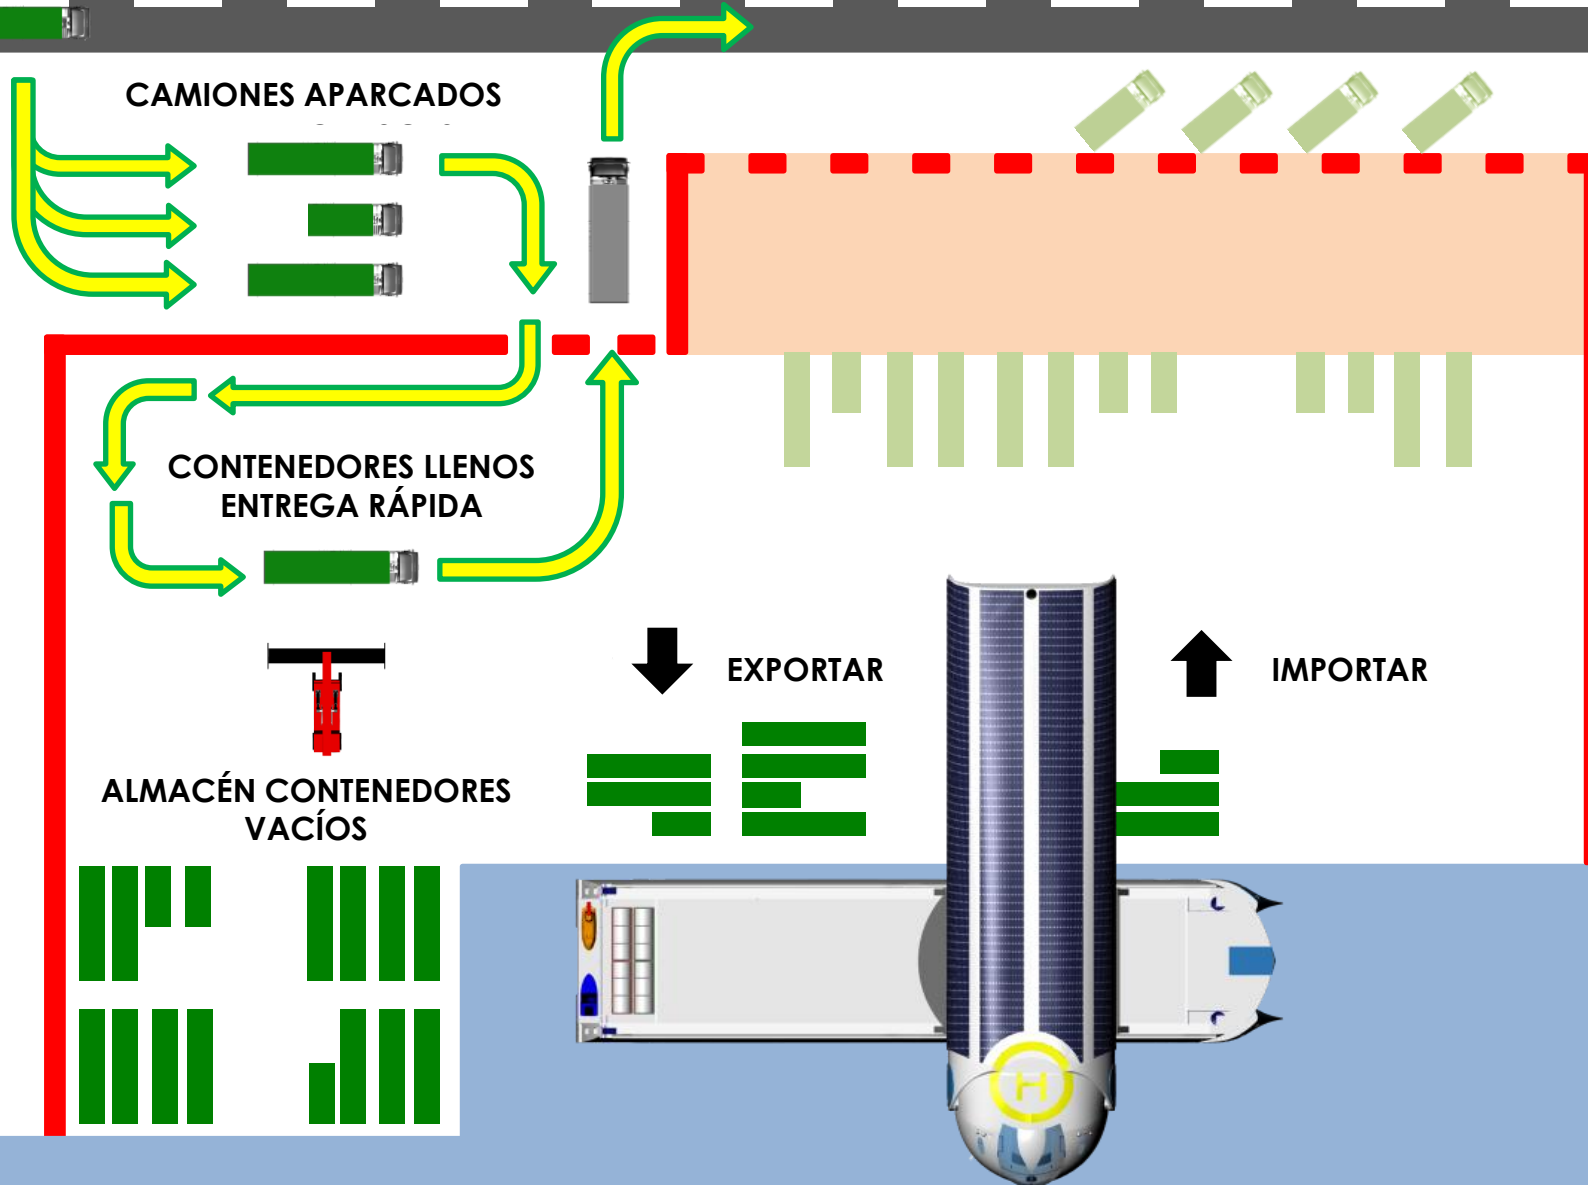 CAMIONES APARCADOS
CONTENEDORES LLENOS
ENTREGA RÁPIDA
EXPORTAR
IMPORTAR
ALMACÉN CONTENEDORES
VACÍOS
H